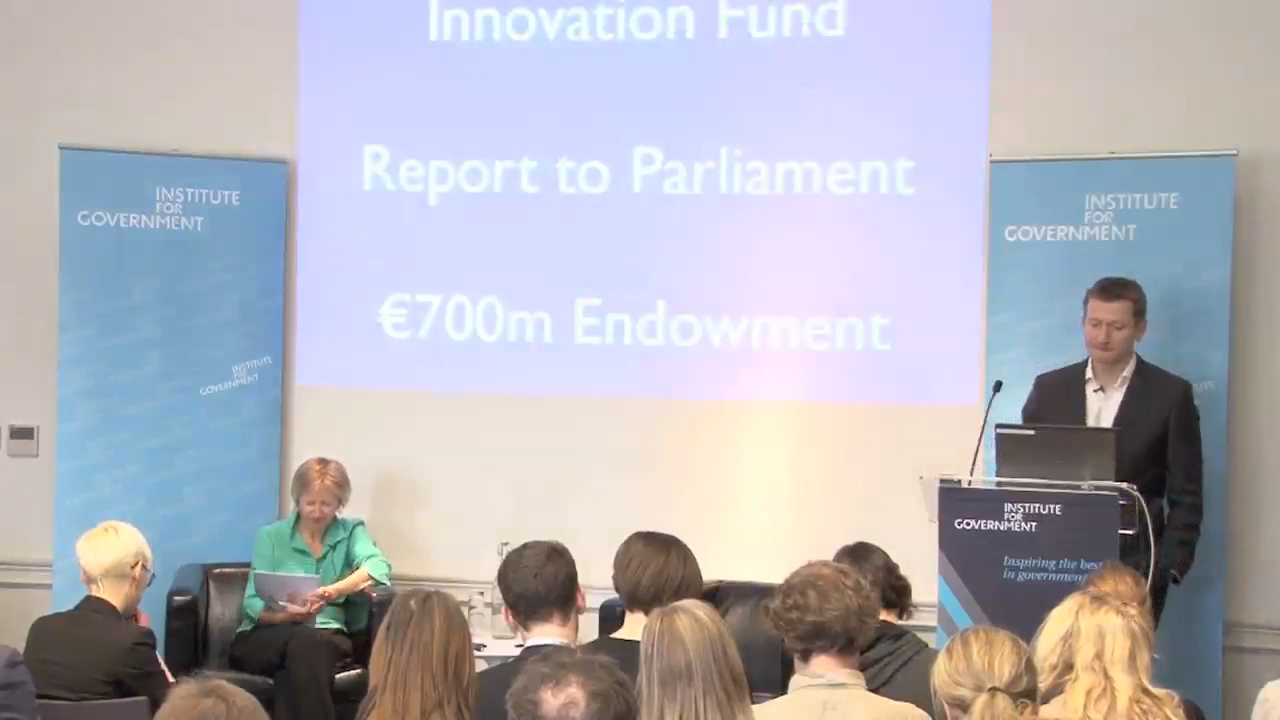 Innovation Fund
Report to Parliament
€700m Endowment
INSTITUTE
FOR
GOVERNMENT
INSTITUTE
FOR
GOVERNMENT
INSTITUTE
FOR
GOVERNMENT
INSTITUTE
FOR
GOVERNMENT
Inspiring the best
in government